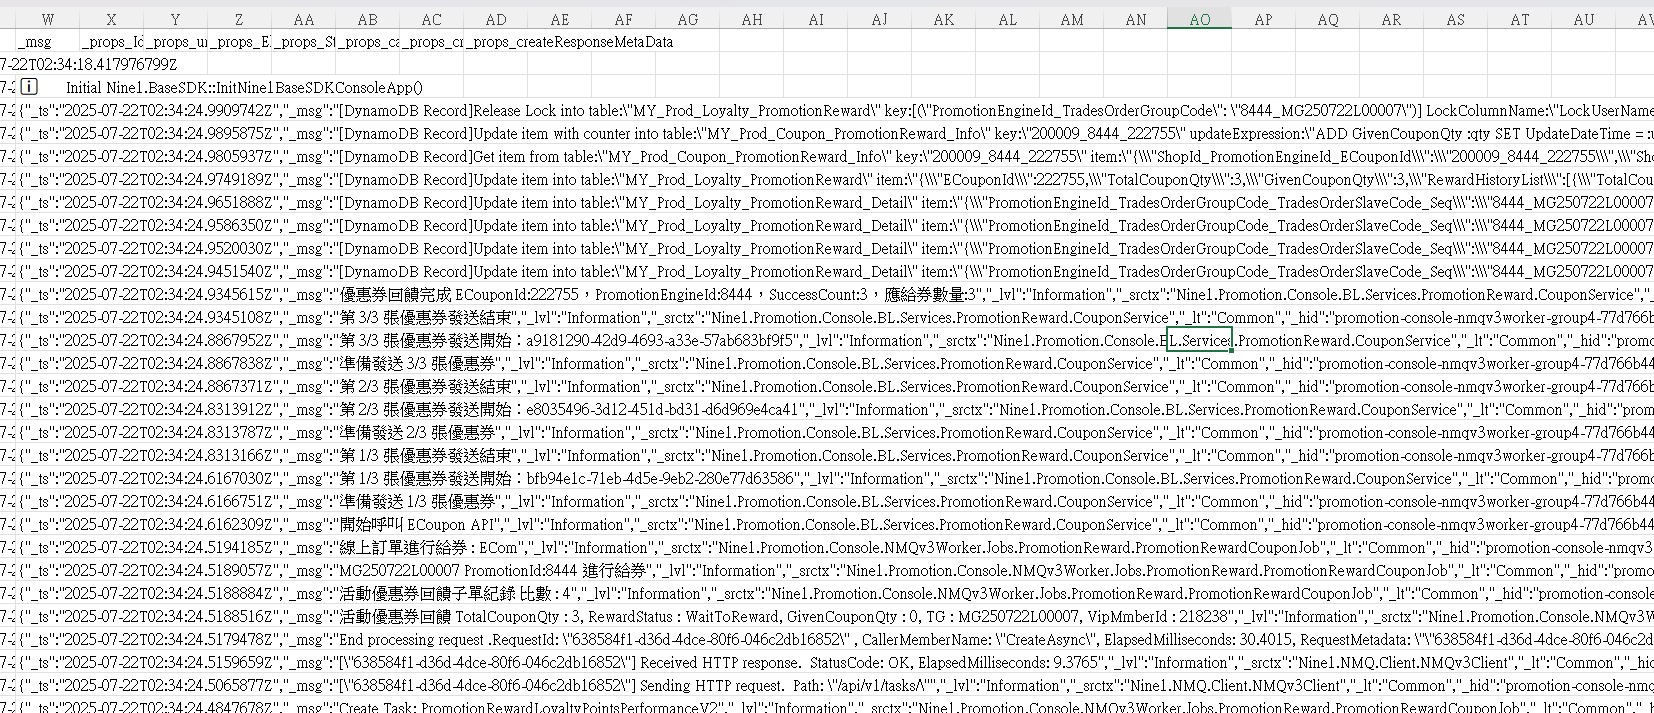 W X Y Z AA AB AC AD AE AF AG AH AI AJ AK AL AM AN AO AP AQ AR AS AT AU AV
_msg _props_Id _props_ur _props_E _props_St _props_ca _props_cr _props_createResponseMetaData
7-22T02:34:18.417976799Z
7-2 Initial Nine1.BaseSDK::InitNine1BaseSDKConsoleApp()
7-2 {"_ts":"2025-07-22T02:34:24.9909742Z","_msg":"[DynamoDB Record]Release Lock into table:\"MY_Prod_Loyalty_PromotionReward\" key:[(\"PromotionEngineId_TradesOrderGroupCode\": \"8444_MG250722L00007\")] LockColumnName:\"LockUserName
7-2 {"_ts":"2025-07-22T02:34:24.9895875Z","_msg":"[DynamoDB Record]Update item with counter into table:\"MY_Prod_Coupon_PromotionReward_Info\" key:\"200009_8444_222755\" updateExpression:\"ADD GivenCouponQty :qty SET UpdateDateTime = :u
7-2 {"_ts":"2025-07-22T02:34:24.9805937Z","_msg":"[DynamoDB Record]Get item from table:\"MY_Prod_Coupon_PromotionReward_Info\" key:\"200009_8444_222755\" item:\"{\\\"ShopId_PromotionEngineId_ECouponId\\\":\\\"200009_8444_222755\\\",\\\"Sho
7-2 {"_ts":"2025-07-22T02:34:24.9749189Z","_msg":"[DynamoDB Record]Update item into table:\"MY_Prod_Loyalty_PromotionReward\" item:\"{\\\"ECouponId\\\":222755,\\\"TotalCouponQty\\\":3,\\\"GivenCouponQty\\\":3,\\\"RewardHistoryList\\\":[{\\\"TotalCou
7-2 {"_ts":"2025-07-22T02:34:24.9651888Z","_msg":"[DynamoDB Record]Update item into table:\"MY_Prod_Loyalty_PromotionReward_Detail\" item:\"{\\\"PromotionEngineId_TradesOrderGroupCode_TradesOrderSlaveCode_Seq\\\":\\\"8444_MG250722L00007
7-2 {"_ts":"2025-07-22T02:34:24.9586350Z","_msg":"[DynamoDB Record]Update item into table:\"MY_Prod_Loyalty_PromotionReward_Detail\" item:\"{\\\"PromotionEngineId_TradesOrderGroupCode_TradesOrderSlaveCode_Seq\\\":\\\"8444_MG250722L00007
7-2 {"_ts":"2025-07-22T02:34:24.9520030Z","_msg":"[DynamoDB Record]Update item into table:\"MY_Prod_Loyalty_PromotionReward_Detail\" item:\"{\\\"PromotionEngineId_TradesOrderGroupCode_TradesOrderSlaveCode_Seq\\\":\\\"8444_MG250722L00007
7-2 {"_ts":"2025-07-22T02:34:24.9451540Z","_msg":"[DynamoDB Record]Update item into table:\"MY_Prod_Loyalty_PromotionReward_Detail\" item:\"{\\\"PromotionEngineId_TradesOrderGroupCode_TradesOrderSlaveCode_Seq\\\":\\\"8444_MG250722L00007
7-2 {"_ts":"2025-07-22T02:34:24.9345615Z","_msg":"優惠券回饋完成 ECouponId:222755，PromotionEngineId:8444，SuccessCount:3，應給券數量:3","_lvl":"Information","_srctx":"Nine1.Promotion.Console.BL.Services.PromotionReward.CouponService","_
7-2 {"_ts":"2025-07-22T02:34:24.9345108Z","_msg":"第 3/3 張優惠券發送結束","_lvl":"Information","_srctx":"Nine1.Promotion.Console.BL.Services.PromotionReward.CouponService","_lt":"Common","_hid":"promotion-console-nmqv3worker-group4-77d766b
7-2 {"_ts":"2025-07-22T02:34:24.8867952Z","_msg":"第 3/3 張優惠券發送開始：a9181290-42d9-4693-a33e-57ab683bf9f5","_lvl":"Information","_srctx":"Nine1.Promotion.Console.BL.Services.PromotionReward.CouponService","_lt":"Common","_hid":"promo
7-2 {"_ts":"2025-07-22T02:34:24.8867838Z","_msg":"準備發送 3/3 張優惠券","_lvl":"Information","_srctx":"Nine1.Promotion.Console.BL.Services.PromotionReward.CouponService","_lt":"Common","_hid":"promotion-console-nmqv3worker-group4-77d766b44
7-2 {"_ts":"2025-07-22T02:34:24.8867371Z","_msg":"第 2/3 張優惠券發送結束","_lvl":"Information","_srctx":"Nine1.Promotion.Console.BL.Services.PromotionReward.CouponService","_lt":"Common","_hid":"promotion-console-nmqv3worker-group4-77d766b4
7-2 {"_ts":"2025-07-22T02:34:24.8313912Z","_msg":"第 2/3 張優惠券發送開始：e8035496-3d12-451d-bd31-d6d969e4ca41","_lvl":"Information","_srctx":"Nine1.Promotion.Console.BL.Services.PromotionReward.CouponService","_lt":"Common","_hid":"prom
7-2 {"_ts":"2025-07-22T02:34:24.8313787Z","_msg":"準備發送 2/3 張優惠券","_lvl":"Information","_srctx":"Nine1.Promotion.Console.BL.Services.PromotionReward.CouponService","_lt":"Common","_hid":"promotion-console-nmqv3worker-group4-77d766b44
7-2 {"_ts":"2025-07-22T02:34:24.8313166Z","_msg":"第 1/3 張優惠券發送結束","_lvl":"Information","_srctx":"Nine1.Promotion.Console.BL.Services.PromotionReward.CouponService","_lt":"Common","_hid":"promotion-console-nmqv3worker-group4-77d766b4
7-2 {"_ts":"2025-07-22T02:34:24.6167030Z","_msg":"第 1/3 張優惠券發送開始：bfb94e1c-71eb-4d5e-9eb2-280e77d63586","_lvl":"Information","_srctx":"Nine1.Promotion.Console.BL.Services.PromotionReward.CouponService","_lt":"Common","_hid":"promo
7-2 {"_ts":"2025-07-22T02:34:24.6166751Z","_msg":"準備發送 1/3 張優惠券","_lvl":"Information","_srctx":"Nine1.Promotion.Console.BL.Services.PromotionReward.CouponService","_lt":"Common","_hid":"promotion-console-nmqv3worker-group4-77d766b44
7-2 {"_ts":"2025-07-22T02:34:24.6162309Z","_msg":"開始呼叫 ECoupon API","_lvl":"Information","_srctx":"Nine1.Promotion.Console.BL.Services.PromotionReward.CouponService","_lt":"Common","_hid":"promotion-console-nmqv3worker-group4-77d766b44
7-2 {"_ts":"2025-07-22T02:34:24.5194185Z","_msg":"線上訂單進行給券 : ECom","_lvl":"Information","_srctx":"Nine1.Promotion.Console.NMQv3Worker.Jobs.PromotionReward.PromotionRewardCouponJob","_lt":"Common","_hid":"promotion-console-nmqv3
7-2 {"_ts":"2025-07-22T02:34:24.5189057Z","_msg":"MG250722L00007 PromotionId:8444 進行給券","_lvl":"Information","_srctx":"Nine1.Promotion.Console.NMQv3Worker.Jobs.PromotionReward.PromotionRewardCouponJob","_lt":"Common","_hid":"promotion
7-2 {"_ts":"2025-07-22T02:34:24.5188884Z","_msg":"活動優惠券回饋子單紀錄 比數 : 4","_lvl":"Information","_srctx":"Nine1.Promotion.Console.NMQv3Worker.Jobs.PromotionReward.PromotionRewardCouponJob","_lt":"Common","_hid":"promotion-console
7-2 {"_ts":"2025-07-22T02:34:24.5188516Z","_msg":"活動優惠券回饋 TotalCouponQty : 3, RewardStatus : WaitToReward, GivenCouponQty : 0, TG : MG250722L00007, VipMmberId : 218238","_lvl":"Information","_srctx":"Nine1.Promotion.Console.NMQv3W
7-2 {"_ts":"2025-07-22T02:34:24.5179478Z","_msg":"End processing request .RequestId: \"638584f1-d36d-4dce-80f6-046c2db16852\" , CallerMemberName: \"CreateAsync\", ElapsedMilliseconds: 30.4015, RequestMetadata: \"\"638584f1-d36d-4dce-80f6-046c2d
7-2 {"_ts":"2025-07-22T02:34:24.5159659Z","_msg":"[\"638584f1-d36d-4dce-80f6-046c2db16852\"] Received HTTP response.  StatusCode: OK, ElapsedMilliseconds: 9.3765","_lvl":"Information","_srctx":"Nine1.NMQ.Client.NMQv3Client","_lt":"Common","_hid
7-2 {"_ts":"2025-07-22T02:34:24.5065877Z","_msg":"[\"638584f1-d36d-4dce-80f6-046c2db16852\"] Sending HTTP request.  Path: \"/api/v1/tasks/\"","_lvl":"Information","_srctx":"Nine1.NMQ.Client.NMQv3Client","_lt":"Common","_hid":"promotion-console-nm
7-2 {"_ts":"2025-07-22T02:34:24.4847678Z","_msg":"Create Task: PromotionRewardLoyaltyPointsPerformanceV2","_lvl":"Information","_srctx":"Nine1.Promotion.Console.NMQv3Worker.Jobs.PromotionReward.PromotionRewardCouponJob","_lt":"Common","_